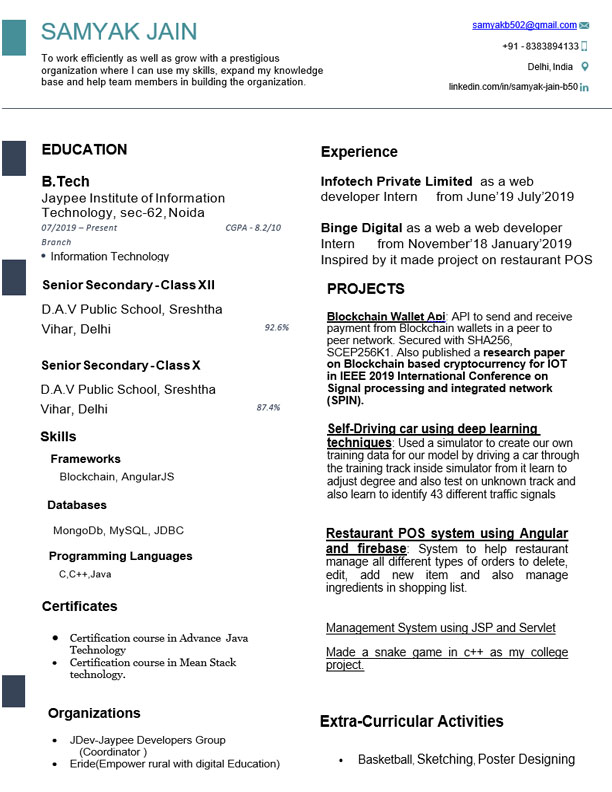 SAMYAK JAIN
To work efficiently as well as grow with a prestigious
organization where I can use my skills, expand my knowledge
base and help team members in building the organization.
samyakb502@gmail.com
+91 - 8383894133
Delhi, India
linkedin.com/in/samyak-jain-b50
in
EDUCATION
B.Tech
Jaypee Institute of Information
Technology, sec-62, Noida
07/2019 – Present CGPA - 8.2/10
Branch
• Information Technology
Senior Secondary - Class XII
D.A.V Public School, Sreshtha
Vihar, Delhi 92.6%
Senior Secondary - Class X
D.A.V Public School, Sreshtha
Vihar, Delhi 87.4%
Skills
Frameworks
Blockchain, AngularJS
Databases
MongoDb, MySQL, JDBC
Programming Languages
C,C++,Java
Certificates
• Certification course in Advance Java
Technology
• Certification course in Mean Stack
technology.
Organizations
• JDev-Jaypee Developers Group
(Coordinator )
• Eride(Empower rural with digital Education)
Experience
Infotech Private Limited as a web
developer Intern from June'19 July'2019
Binge Digital as a web a web developer
Intern from November'18 January'2019
Inspired by it made project on restaurant POS
PROJECTS
Blockchain Wallet Api: API to send and receive
payment from Blockchain wallets in a peer to
peer network. Secured with SHA256,
SCEP256K1. Also published a research paper
on Blockchain based cryptocurrency for IOT
in IEEE 2019 International Conference on
Signal processing and integrated network
(SPIN).
Self-Driving car using deep learning
techniques: Used a simulator to create our own
training data for our model by driving a car through
the training track inside simulator from it learn to
adjust degree and also test on unknown track and
also learn to identify 43 different traffic signals
Restaurant POS system using Angular
and firebase: System to help restaurant
manage all different types of orders to delete,
edit, add new item and also manage
ingredients in shopping list.
Management System using JSP and Servlet
Made a snake game in c++ as my college
project.
Extra-Curricular Activities
• Basketball, Sketching, Poster Designing